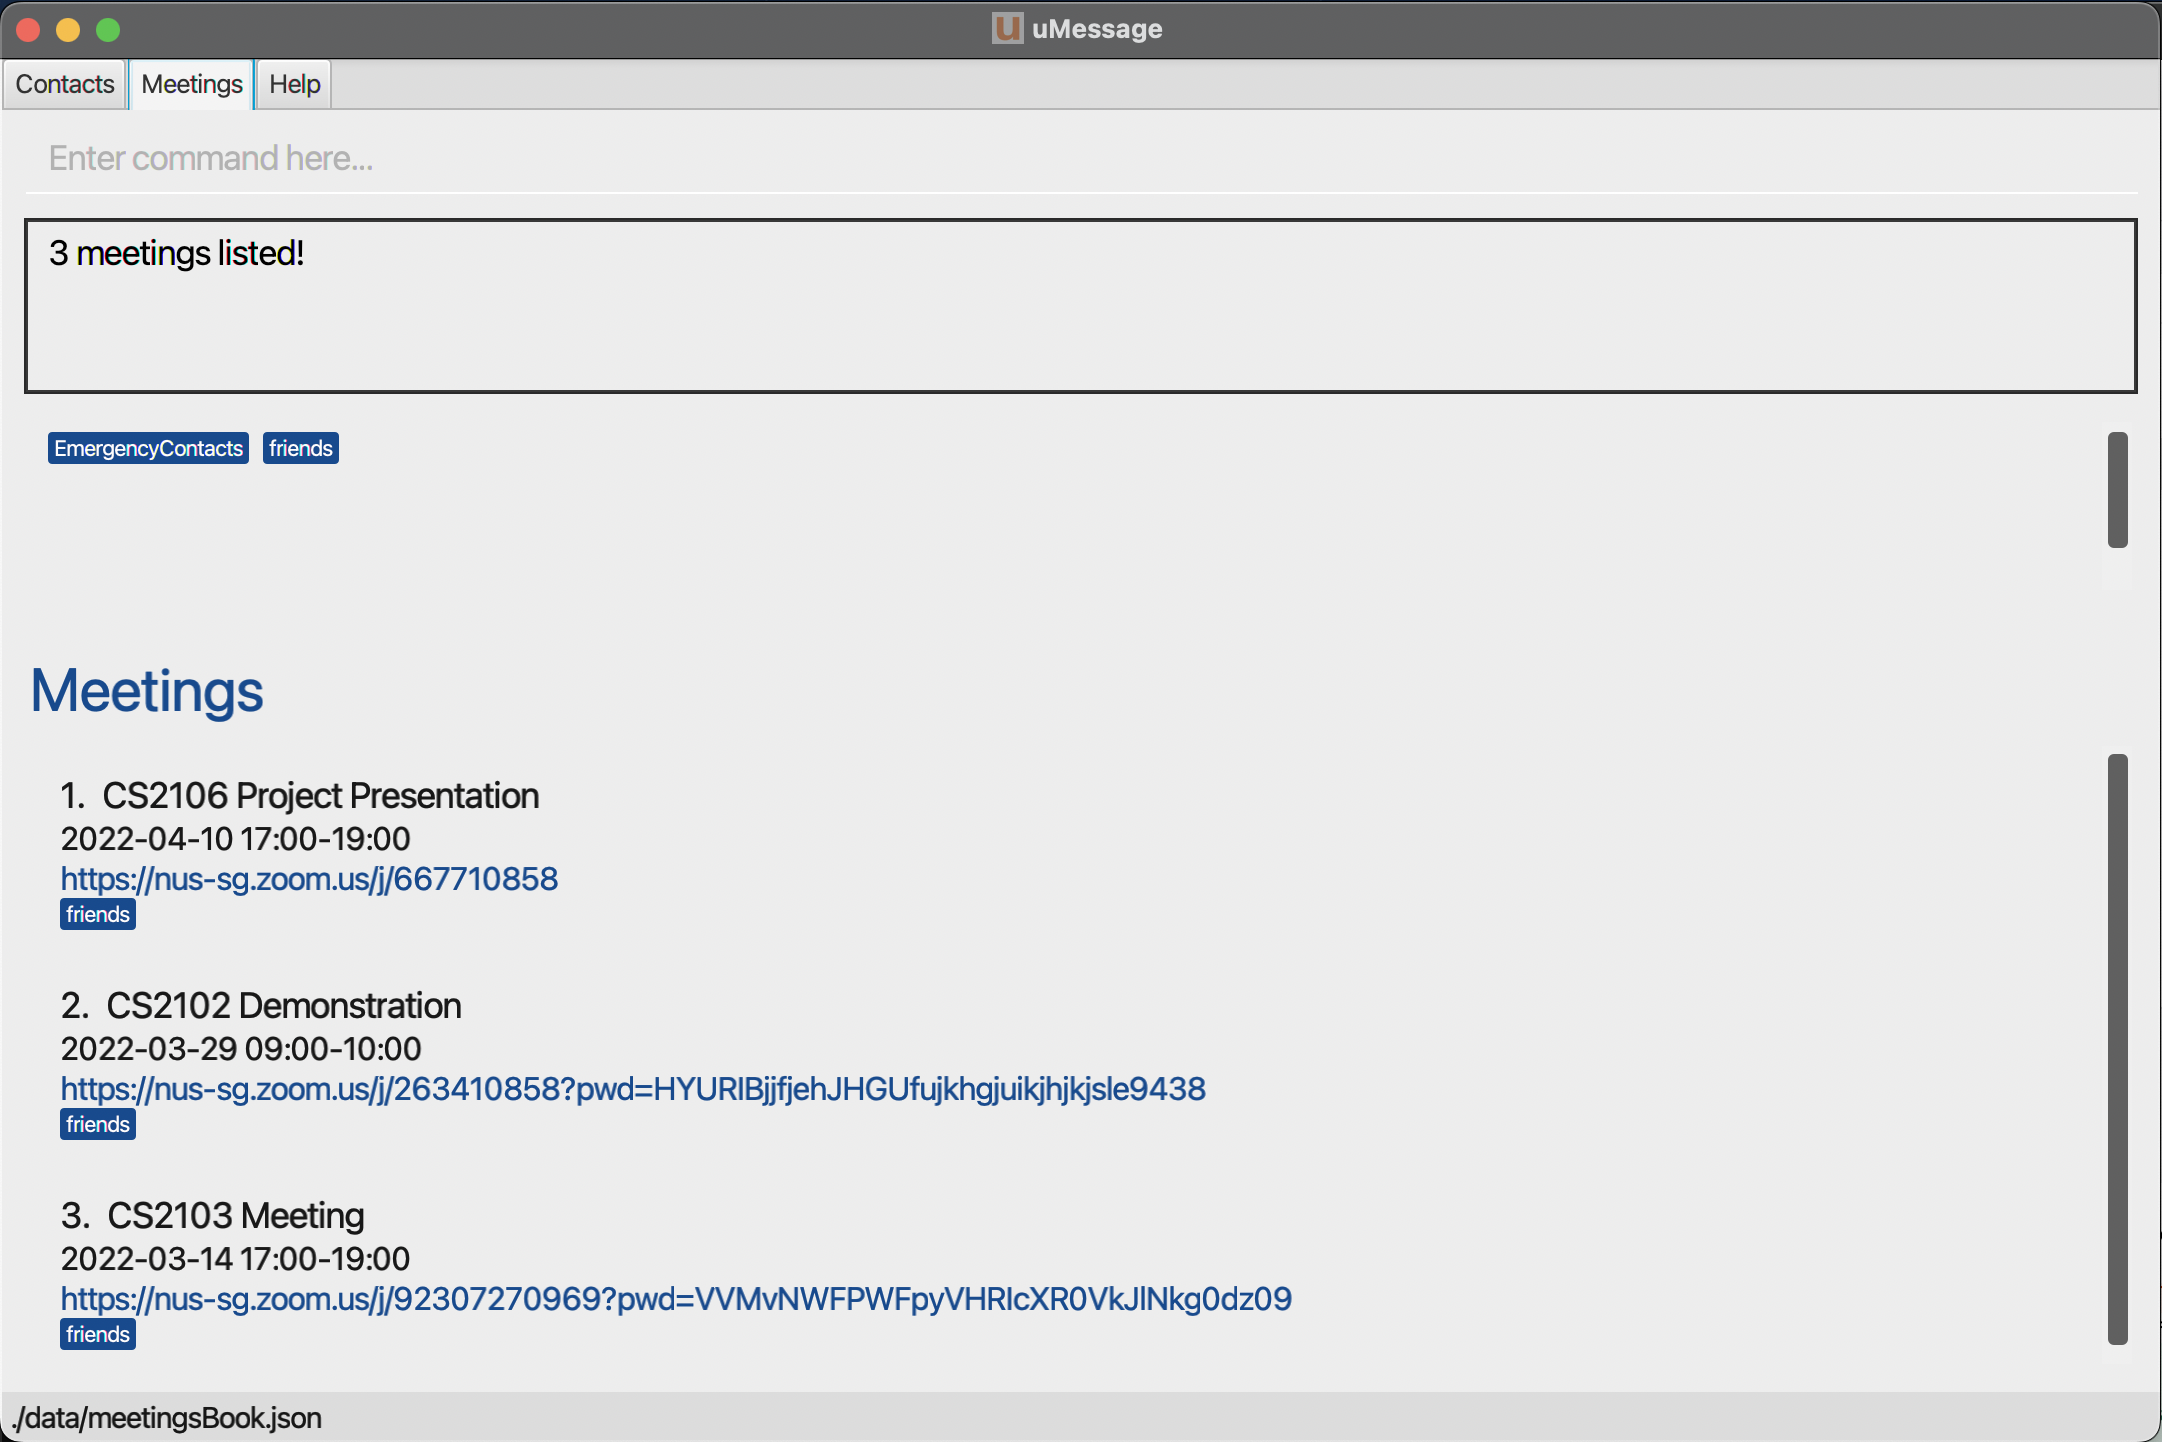 u uMessage
Contacts Meetings Help
Enter command here...
3 meetings listed!
EmergencyContacts friends
Meetings
1. CS2106 Project Presentation
2022-04-10 17:00-19:00
https://nus-sg.zoom.us/j/667710858
friends
2. CS2102 Demonstration
2022-03-29 09:00-10:00
https://nus-sg.zoom.us/j/263410858?pwd=HYURIBjjfjehJHGUfujkhgjuikjhjkjsle9438
friends
3. CS2103 Meeting
2022-03-14 17:00-19:00
https://nus-sg.zoom.us/j/92307270969?pwd=VVMvNWFPWFpyVHRIcXR0VkJlNkg0dz09
friends
./data/meetingsBook.json